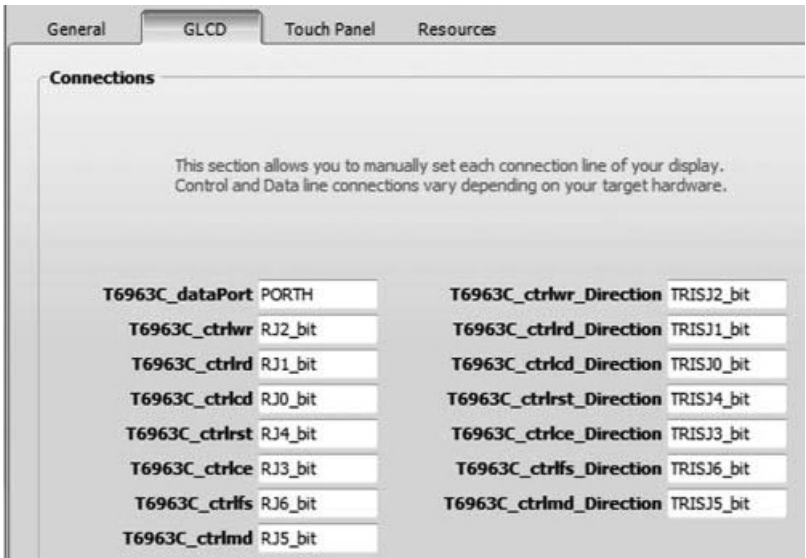 General GLCD Touch Panel Resources
Connections
This section allows you to manually set each connection line of your display.
Control and Data line connections vary depending on your target hardware.
T6963C_dataPort PORTH T6963C_ctrlwr_Direction TRISJ2_bit
T6963C_ctrlwr RJ2_bit T6963C_ctrlrd_Direction TRISJ1_bit
T6963C_ctrlrd RJ1_bit T6963C_ctrlcd_Direction TRISJ0_bit
T6963C_ctrlcd RJ0_bit T6963C_ctrlrst_Direction TRISJ4_bit
T6963C_ctrlrst RJ4_bit T6963C_ctrlce_Direction TRISJ3_bit
T6963C_ctrlce RJ3_bit T6963C_ctrlfs_Direction TRISJ6_bit
T6963C_ctrlfs RJ6_bit T6963C_ctrlmd_Direction TRISJ5_bit
T6963C_ctrlmd RJ5_bit